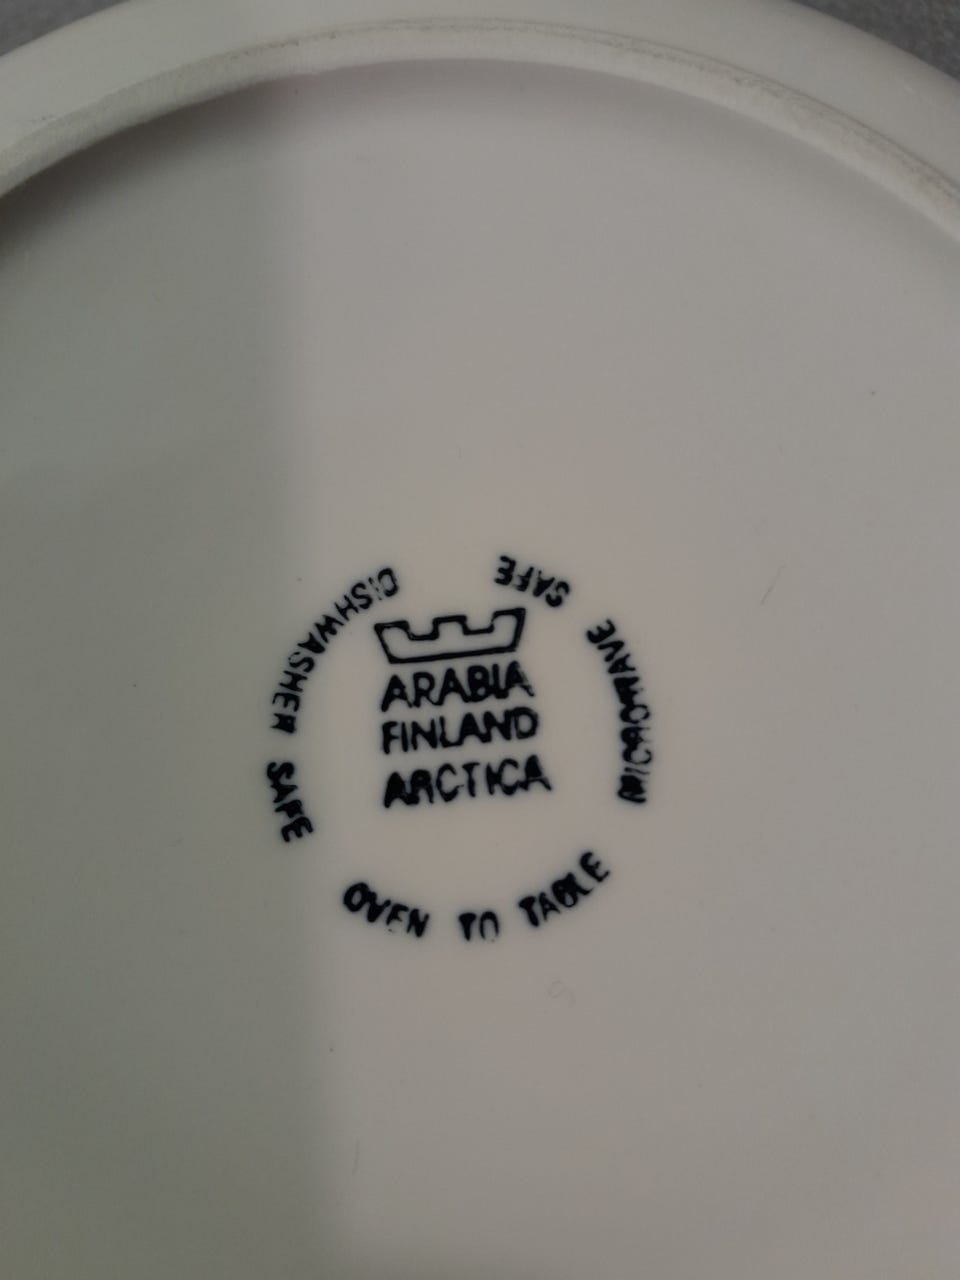 ARABIA
FINLAND
ARCTICA
DISHWASHER SAFE
OVEN TO TABLE
MICROWAVE SAFE